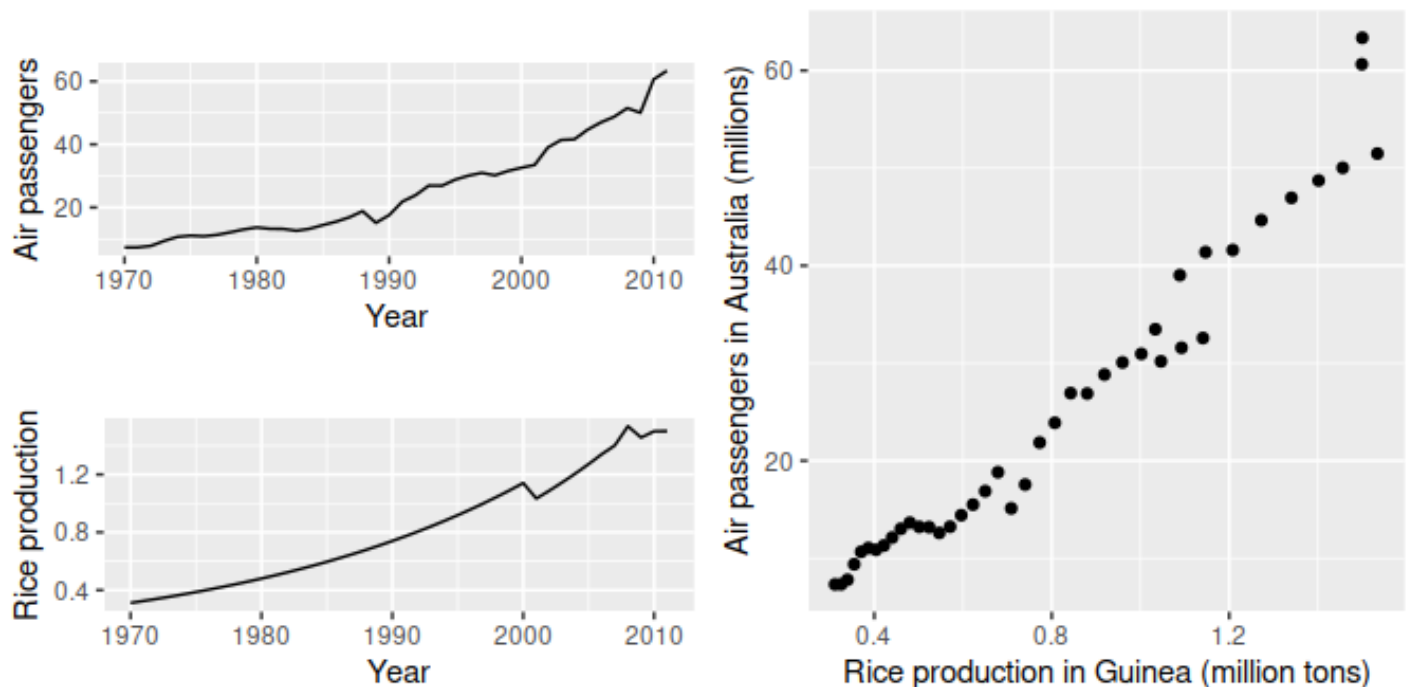 Air passengers
60
40
20
1970 1980 1990 2000 2010
Year
Rice production
1.2
0.8
0.4
1970 1980 1990 2000 2010
Year
Air passengers in Australia (millions)
60
40
20
0.4 0.8 1.2
Rice production in Guinea (million tons)